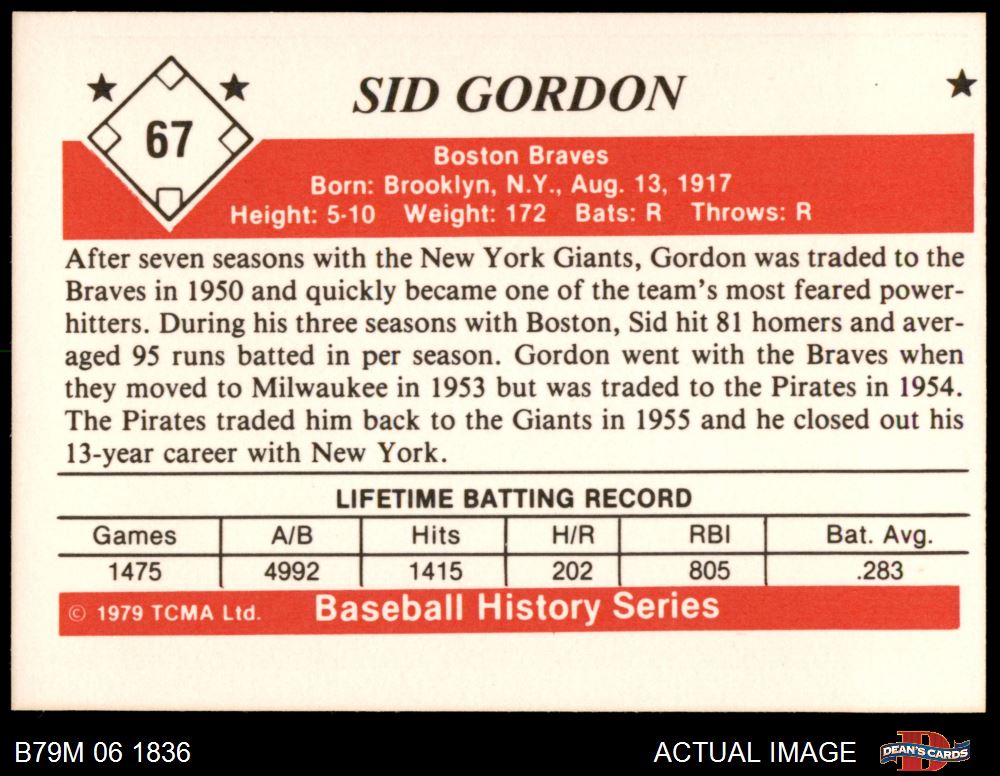 67
SID GORDON
Boston Braves
Born: Brooklyn, N.Y., Aug. 13, 1917
Height: 5-10 Weight: 172 Bats: R Throws: R
After seven seasons with the New York Giants, Gordon was traded to the
Braves in 1950 and quickly became one of the team's most feared power-
hitters. During his three seasons with Boston, Sid hit 81 homers and aver-
aged 95 runs batted in per season. Gordon went with the Braves when
they moved to Milwaukee in 1953 but was traded to the Pirates in 1954.
The Pirates traded him back to the Giants in 1955 and he closed out his
13-year career with New York.
LIFETIME BATTING RECORD
Games A/B Hits H/R RBI Bat. Avg.
1475 4992 1415 202 805 .283
© 1979 TCMA Ltd. Baseball History Series
B79M 06 1836 ACTUAL IMAGE DEAN'S CARDS